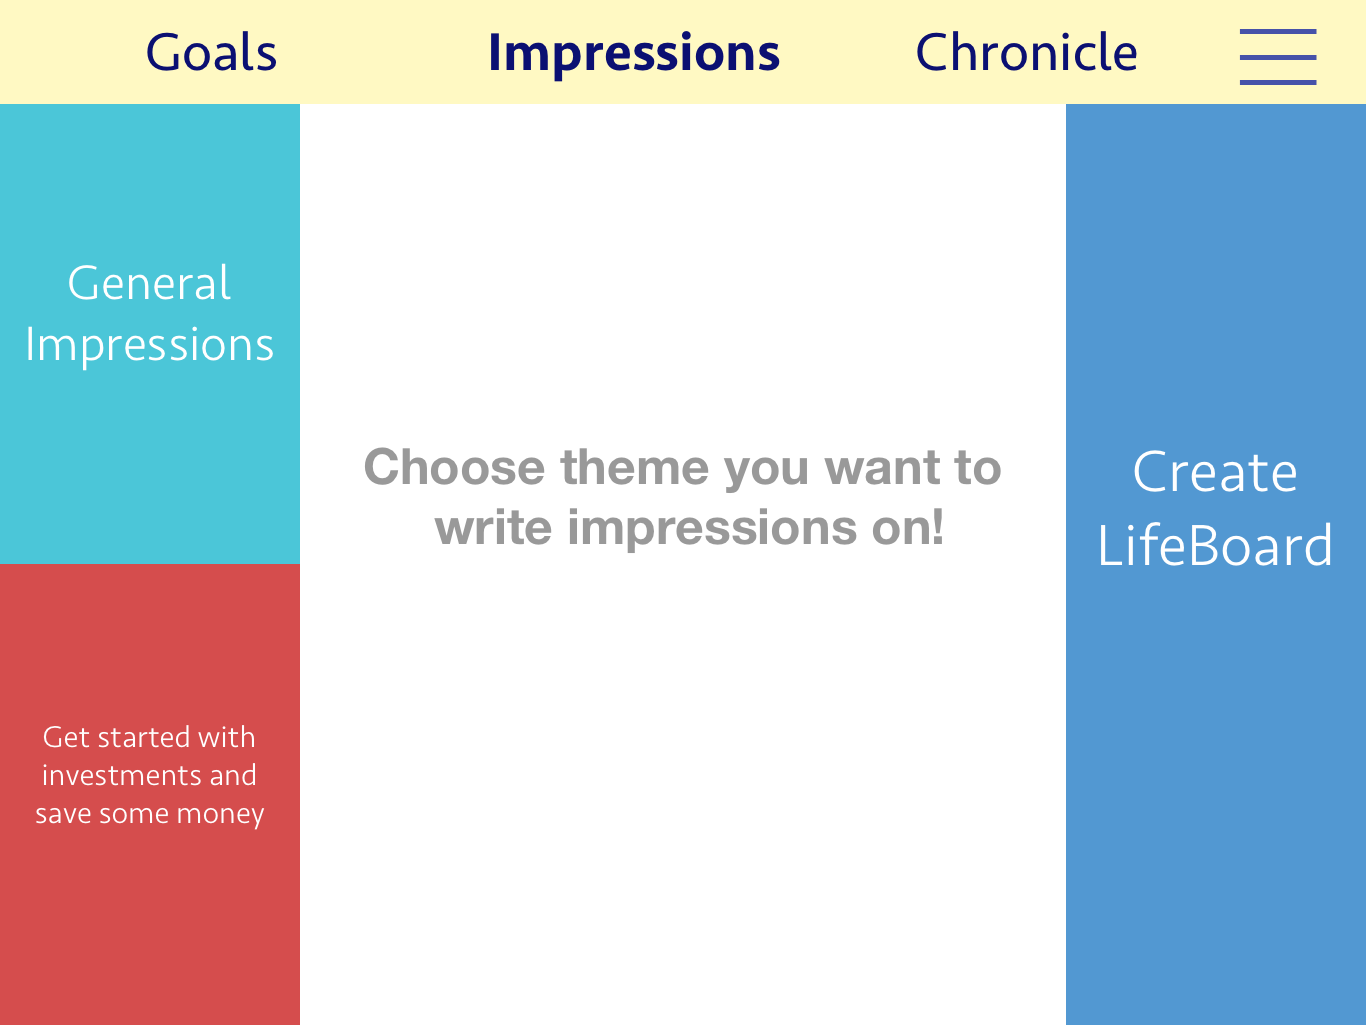 Goals
Impressions
Chronicle
General
Impressions
Get started with
investments and
save some money
Choose theme you want to
write impressions on!
Create
LifeBoard